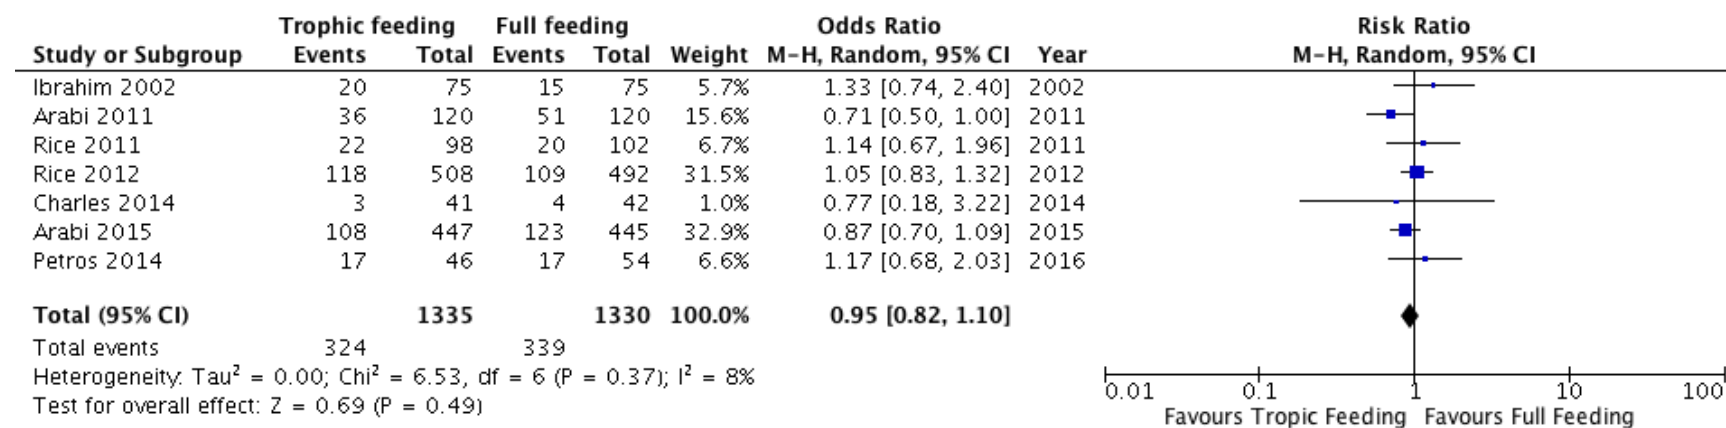 Trophic feeding Full feeding Odds Ratio Risk Ratio
Study or Subgroup Events Total Events Total Weight M-H, Random, 95% CI Year M-H, Random, 95% CI
Ibrahim 2002 20 75 15 75 5.7% 1.33 [0.74, 2.40] 2002
Arabi 2011 36 120 51 120 15.6% 0.71 [0.50, 1.00] 2011
Rice 2011 22 98 20 102 6.7% 1.14 [0.67, 1.96] 2011
Rice 2012 118 508 109 492 31.5% 1.05 [0.83, 1.32] 2012
Charles 2014 3 41 4 42 1.0% 0.77 [0.18, 3.22] 2014
Arabi 2015 108 447 123 445 32.9% 0.87 [0.70, 1.09] 2015
Petros 2014 17 46 17 54 6.6% 1.17 [0.68, 2.03] 2016
Total (95% CI) 1335 1330 100.0% 0.95 [0.82, 1.10]
Total events 324 339
Heterogeneity: Tau² = 0.00; Chi² = 6.53, df = 6 (P = 0.37); I² = 8%
Test for overall effect: Z = 0.69 (P = 0.49)
0.01 0.1 1 10 100
Favours Tropic Feeding Favours Full Feeding